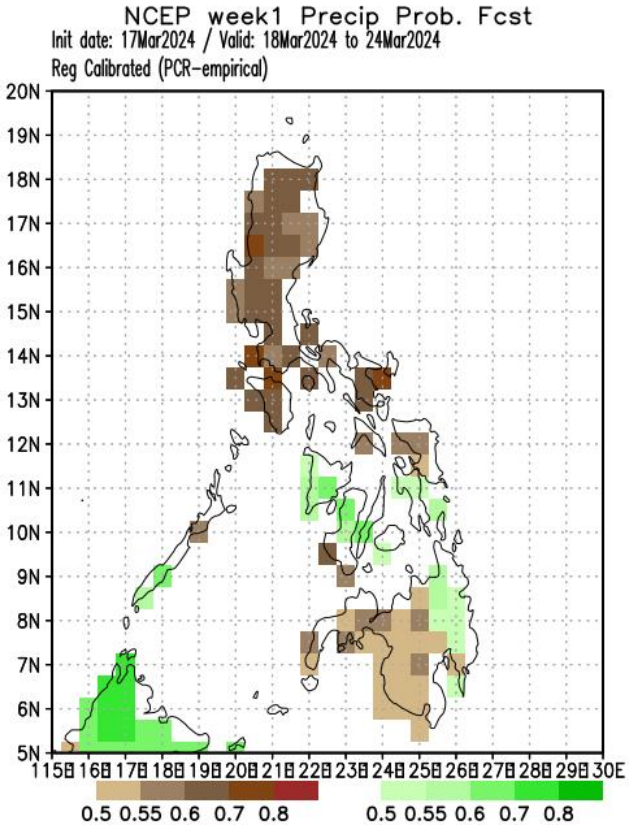 NCEP week1 Precip Prob. Fcst
Init date: 17Mar2024 / Valid: 18Mar2024 to 24Mar2024
Reg Calibrated (PCR-empirical)
20N
19N
18N
17N
16N
15N
14N
13N
12N
11N
10N
9N
8N
7N
6N
5N
115E 116E 117E 118E 119E 120E 121E 122E 123E 124E 125E 126E 127E 128E 129E 130E
0.5 0.55 0.6 0.7 0.8 0.5 0.55 0.6 0.7 0.8